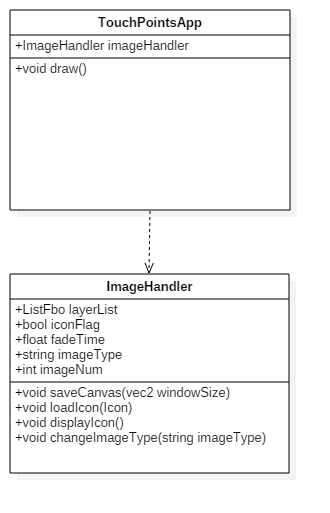 TouchPointsApp
+ImageHandler imageHandler
+void draw()
ImageHandler
+ListFbo layerList
+bool iconFlag
+float fadeTime
+string imageType
+int imageNum
+void saveCanvas(vec2 windowSize)
+void loadIcon(Icon)
+void displayIcon()
+void changeImageType(string imageType)